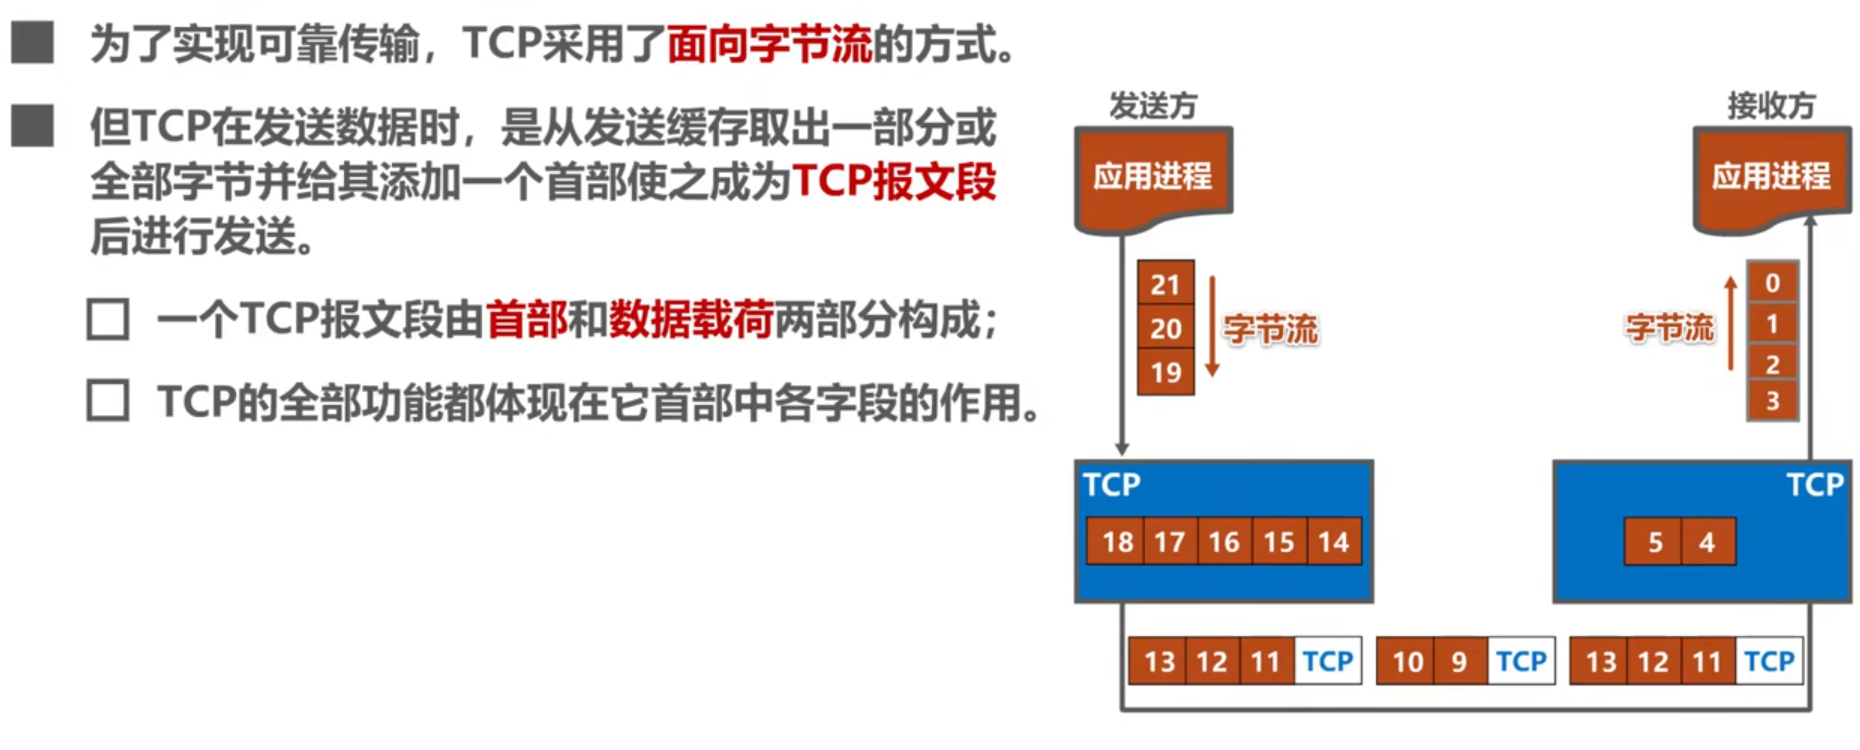 为了实现可靠传输，TCP采用了面向字节流的方式。
但TCP在发送数据时，是从发送缓存取出一部分或
全部字节并给其添加一个首部使之成为TCP报文段
后进行发送。
一个TCP报文段由首部和数据载荷两部分构成；
TCP的全部功能都体现在它首部中各字段的作用。
发送方
应用进程
21
20
19
字节流
TCP
18 17 16 15 14
接收方
应用进程
0
1
2
3
字节流
TCP
5 4
13 12 11 TCP
10 9 TCP
13 12 11 TCP